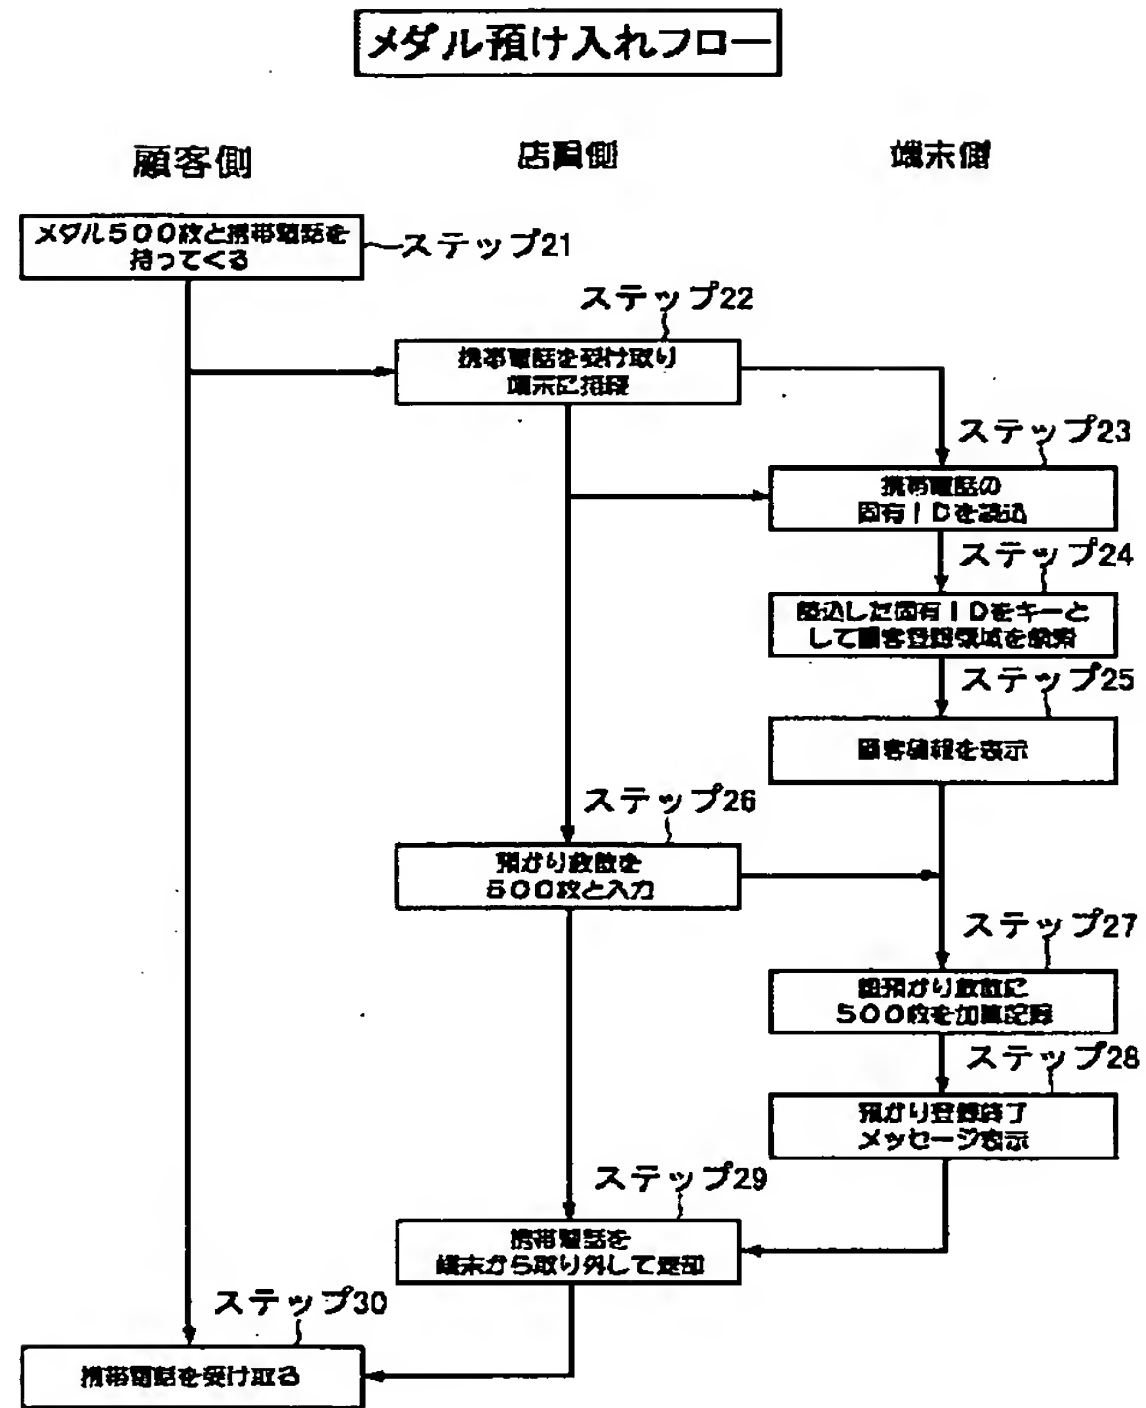 メダル預け入れフロー
顧客側
店員側
端末側
メダル500枚と携帯電話を
持ってくる
ステップ21
ステップ22
携帯電話を受け取り
端末に接続
ステップ23
携帯電話の
固有IDを読込
ステップ24
読込した固有IDをキーと
して顧客登録領域を検索
ステップ25
顧客情報を表示
ステップ26
預かり枚数を
500枚と入力
ステップ27
総預かり枚数に
500枚を加算記録
ステップ28
預かり登録終了
メッセージ表示
ステップ29
携帯電話を
端末から取り外して返却
ステップ30
携帯電話を受け取る